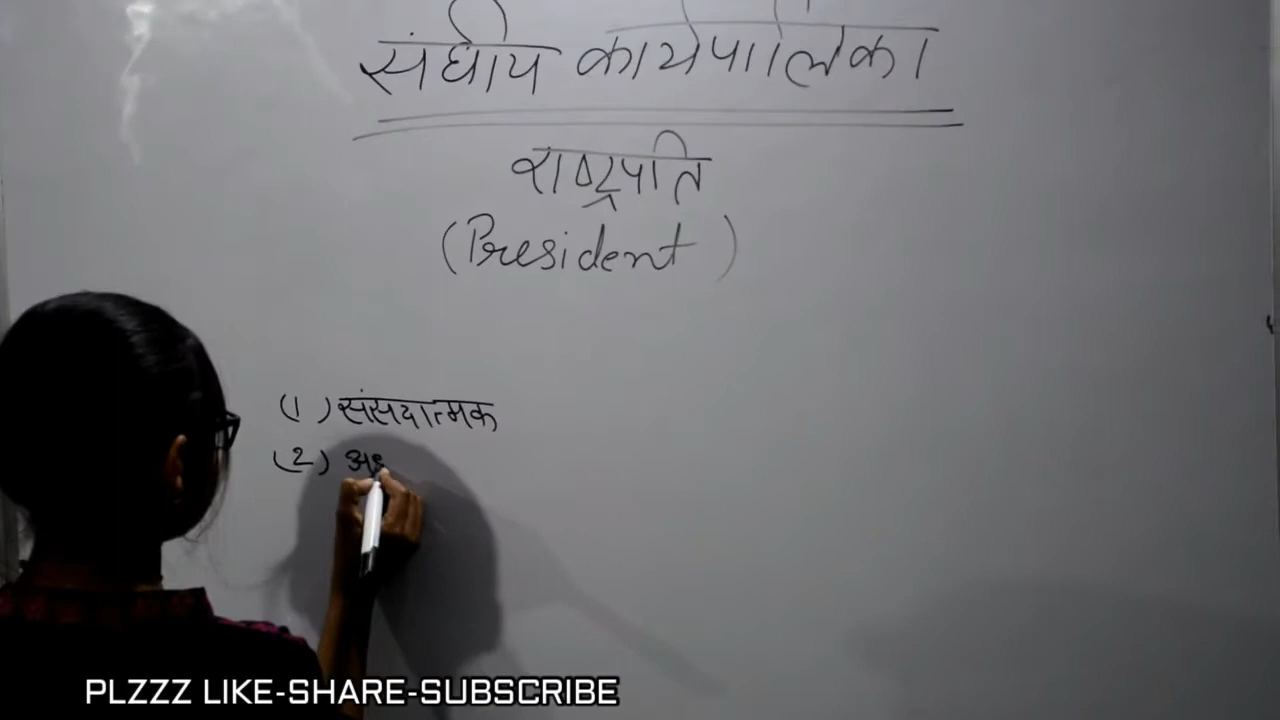 संघीय कार्यपालिका
राष्ट्रपति
(President)
(1) संसदात्मक
(2)
PLZZZ LIKE-SHARE-SUBSCRIBE